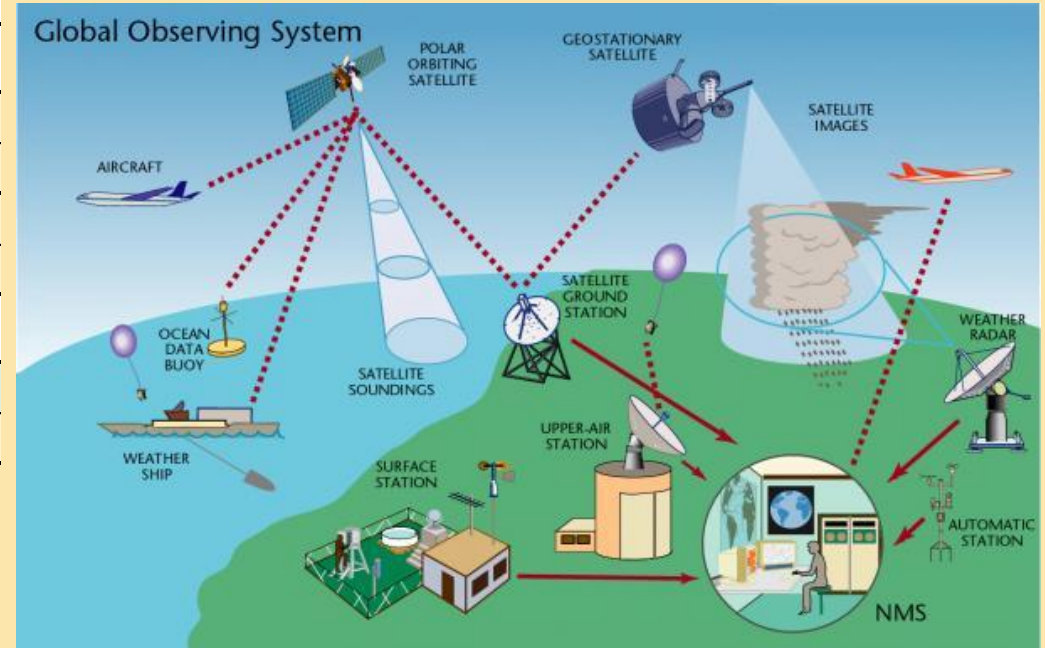 Global Observing System
POLAR
ORBITING
SATELLITE
GEOSTATIONARY
SATELLITE
SATELLITE
IMAGES
AIRCRAFT
SATELLITE
GROUND
STATION
OCEAN
DATA
BUOY
WEATHER
RADAR
SATELLITE
SOUNDINGS
WEATHER
SHIP
UPPER-AIR
STATION
SURFACE
STATION
AUTOMATIC
STATION
NMS